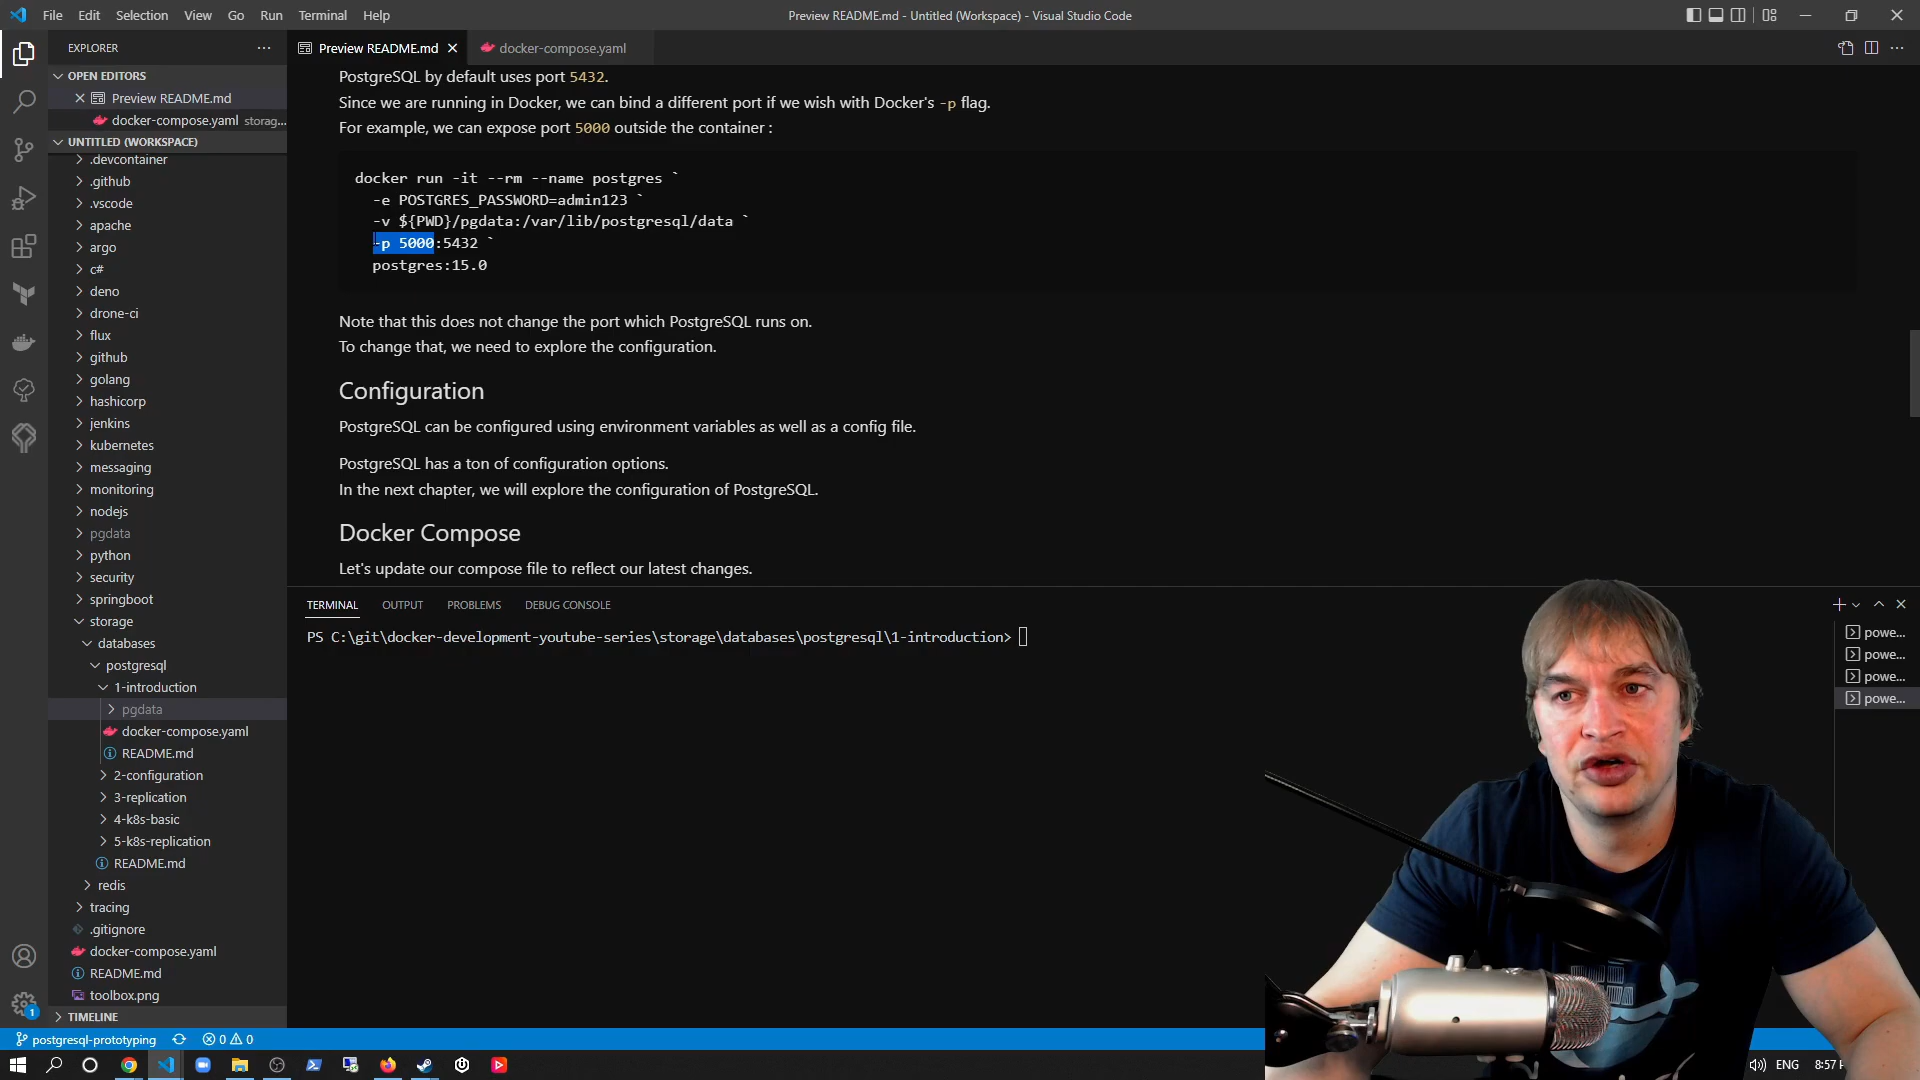 File Edit Selection View Go Run Terminal Help
Preview README.md - Untitled (Workspace) - Visual Studio Code
EXPLORER
Preview README.md
docker-compose.yaml
OPEN EDITORS
Preview README.md
docker-compose.yaml storag...
UNTITLED (WORKSPACE)
.devcontainer
.github
.vscode
apache
argo
c#
deno
drone-ci
flux
github
golang
hashicorp
jenkins
kubernetes
messaging
monitoring
nodejs
pgdata
python
security
springboot
storage
databases
postgresql
1-introduction
pgdata
docker-compose.yaml
README.md
2-configuration
3-replication
4-k8s-basic
5-k8s-replication
README.md
redis
tracing
.gitignore
docker-compose.yaml
README.md
toolbox.png
TIMELINE
PostgreSQL by default uses port 5432.
Since we are running in Docker, we can bind a different port if we wish with Docker's -p flag.
For example, we can expose port 5000 outside the container :
docker run -it --rm --name postgres `
-e POSTGRES_PASSWORD=admin123 `
-v ${PWD}/pgdata:/var/lib/postgresql/data `
-p 5000:5432 `
postgres:15.0
Note that this does not change the port which PostgreSQL runs on.
To change that, we need to explore the configuration.
Configuration
PostgreSQL can be configured using environment variables as well as a config file.
PostgreSQL has a ton of configuration options.
In the next chapter, we will explore the configuration of PostgreSQL.
Docker Compose
Let's update our compose file to reflect our latest changes.
TERMINAL OUTPUT PROBLEMS DEBUG CONSOLE
PS C:\git\docker-development-youtube-series\storage\databases\postgresql\1-introduction>
powe...
powe...
powe...
powe...
1
postgresql-prototyping 0 0
ENG 8:57